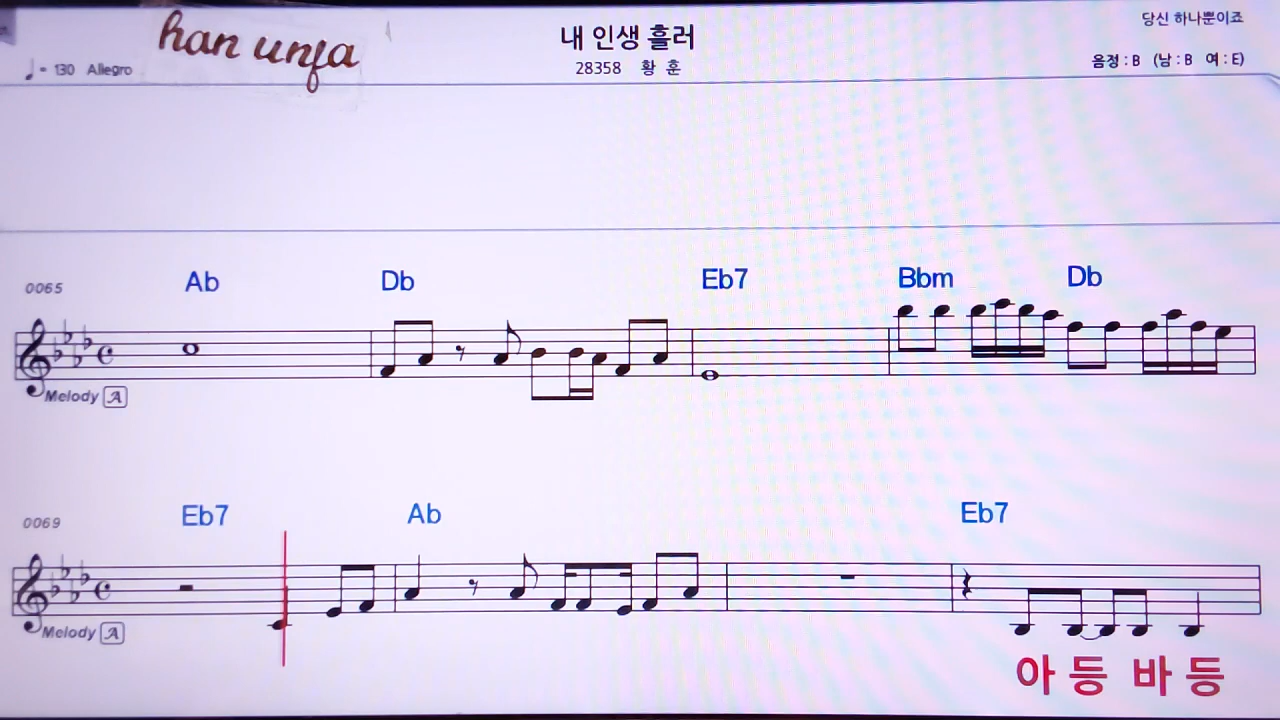 당신 하나뿐이죠
han unfa
내 인생 흘러
♩= 130 Allegro
28358 황 훈
음정 : B (남 : B 여 : E)
0065 Ab Db Eb7 Bbm Db
Melody A
0069 Eb7 Ab Eb7
Melody A
아 등 바 등